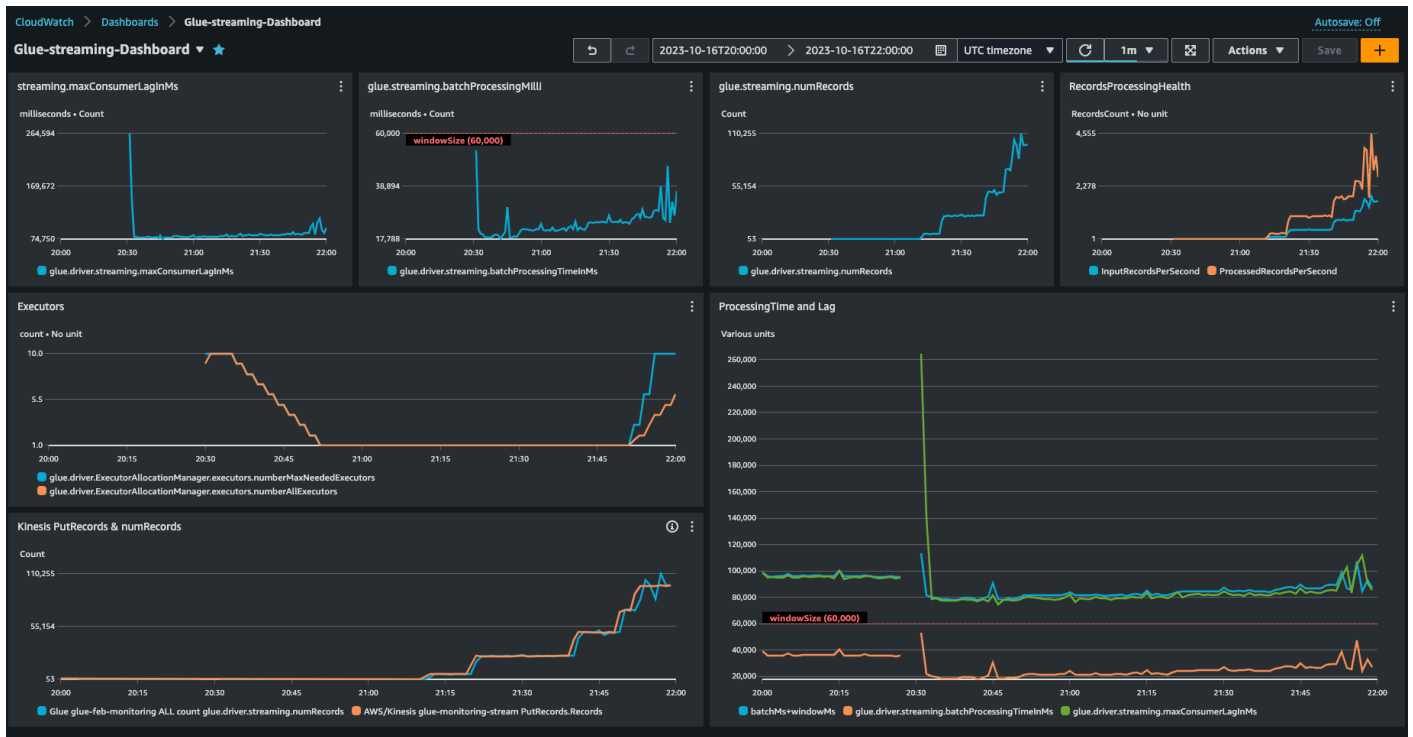 CloudWatch > Dashboards > Glue-streaming-Dashboard
Autosave: Off
Glue-streaming-Dashboard
2023-10-16T20:00:00 > 2023-10-16T22:00:00
UTC timezone
1m
Actions
Save
+
streaming.maxConsumerLagInMs
milliseconds • Count
264,594
169,672
74,750
20:00 20:30 21:00 21:30 22:00
glue.driver.streaming.maxConsumerLagInMs
glue.streaming.batchProcessingMilli
milliseconds • Count
60,000
windowSize (60,000)
38,894
17,788
20:00 20:30 21:00 21:30 22:00
glue.driver.streaming.batchProcessingTimeInMs
glue.streaming.numRecords
Count
110,255
55,154
53
20:00 20:30 21:00 21:30 22:00
glue.driver.streaming.numRecords
RecordsProcessingHealth
RecordsCount • No unit
4,555
2,278
1
20:00 20:30 21:00 21:30 22:00
InputRecordsPerSecond ProcessedRecordsPerSecond
Executors
count • No unit
10.0
5.5
1.0
20:00 20:15 20:30 20:45 21:00 21:15 21:30 21:45 22:00
glue.driver.ExecutorAllocationManager.executors.numberMaxNeededExecutors
glue.driver.ExecutorAllocationManager.executors.numberAllExecutors
ProcessingTime and Lag
Various units
260,000
240,000
220,000
200,000
180,000
160,000
140,000
120,000
100,000
80,000
60,000
windowSize (60,000)
40,000
20,000
20:00 20:15 20:30 20:45 21:00 21:15 21:30 21:45 22:00
batchMs+windowMs glue.driver.streaming.batchProcessingTimeInMs glue.driver.streaming.maxConsumerLagInMs
Kinesis PutRecords & numRecords
Count
110,255
55,154
53
20:00 20:15 20:30 20:45 21:00 21:15 21:30 21:45 22:00
Glue glue-feb-monitoring ALL count glue.driver.streaming.numRecords AWS/Kinesis glue-monitoring-stream PutRecords.Records